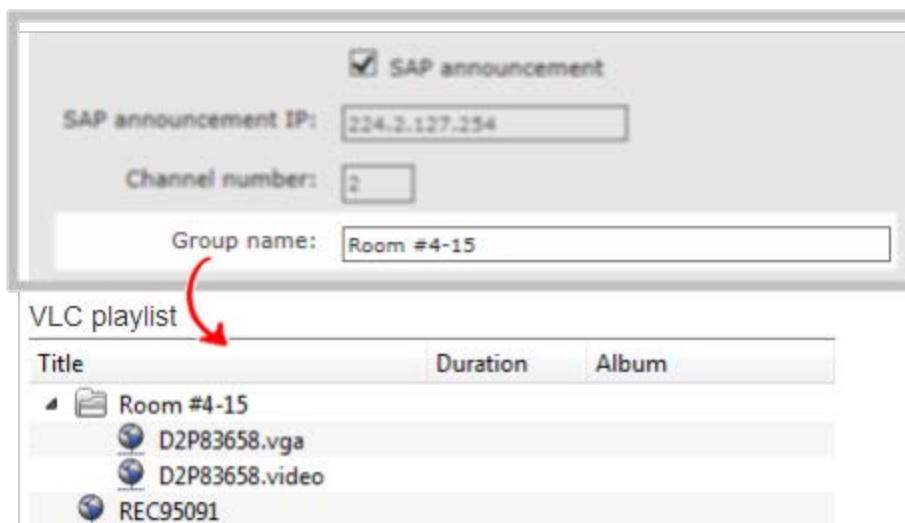 SAP announcement
SAP announcement IP: 224.2.127.254
Channel number: 2
Group name: Room #4-15
VLC playlist
Title Duration Album
Room #4-15
D2P83658.vga
D2P83658.video
REC95091